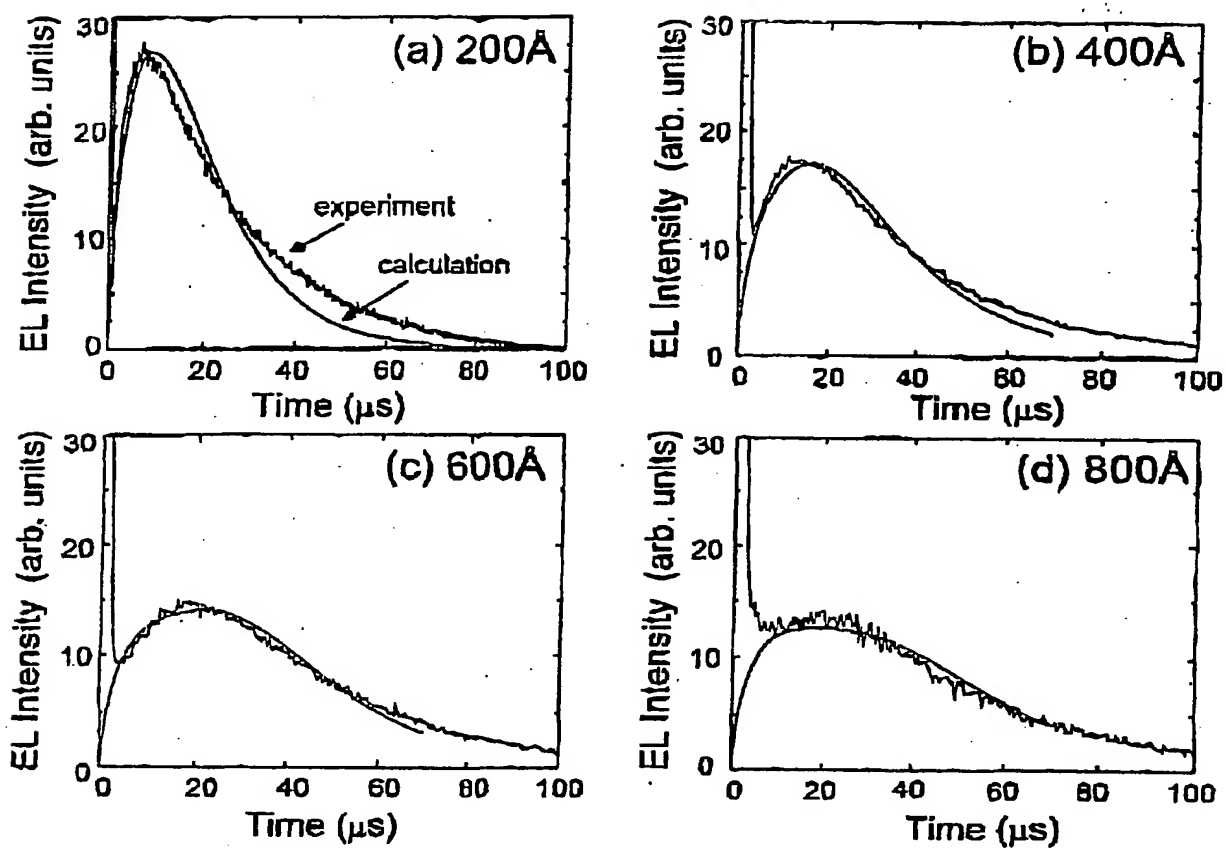 (a) 200Å
EL Intensity (arb. units)
30
20
10
0
experiment
calculation
0 20 40 60 80 100
Time (μs)
(b) 400Å
EL Intensity (arb. units)
30
20
10
0
0 20 40 60 80 100
Time (μs)
(c) 600Å
EL Intensity (arb. units)
30
20
10
0
0 20 40 60 80 100
Time (μs)
(d) 800Å
EL Intensity (arb. units)
30
20
10
0
0 20 40 60 80 100
Time (μs)